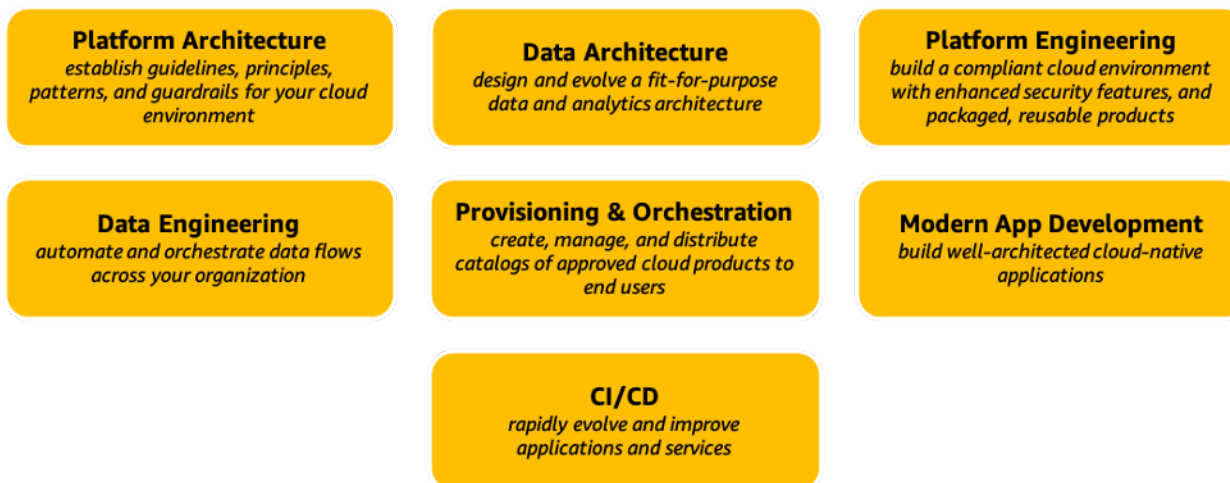 Platform Architecture
establish guidelines, principles,
patterns, and guardrails for your cloud
environment
Data Architecture
design and evolve a fit-for-purpose
data and analytics architecture
Platform Engineering
build a compliant cloud environment
with enhanced security features, and
packaged, reusable products
Data Engineering
automate and orchestrate data flows
across your organization
Provisioning & Orchestration
create, manage, and distribute
catalogs of approved cloud products to
end users
Modern App Development
build well-architected cloud-native
applications
CI/CD
rapidly evolve and improve
applications and services